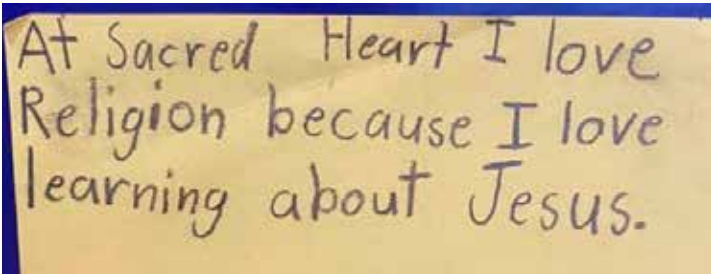 At Sacred Heart I love
Religion because I love
learning about Jesus.